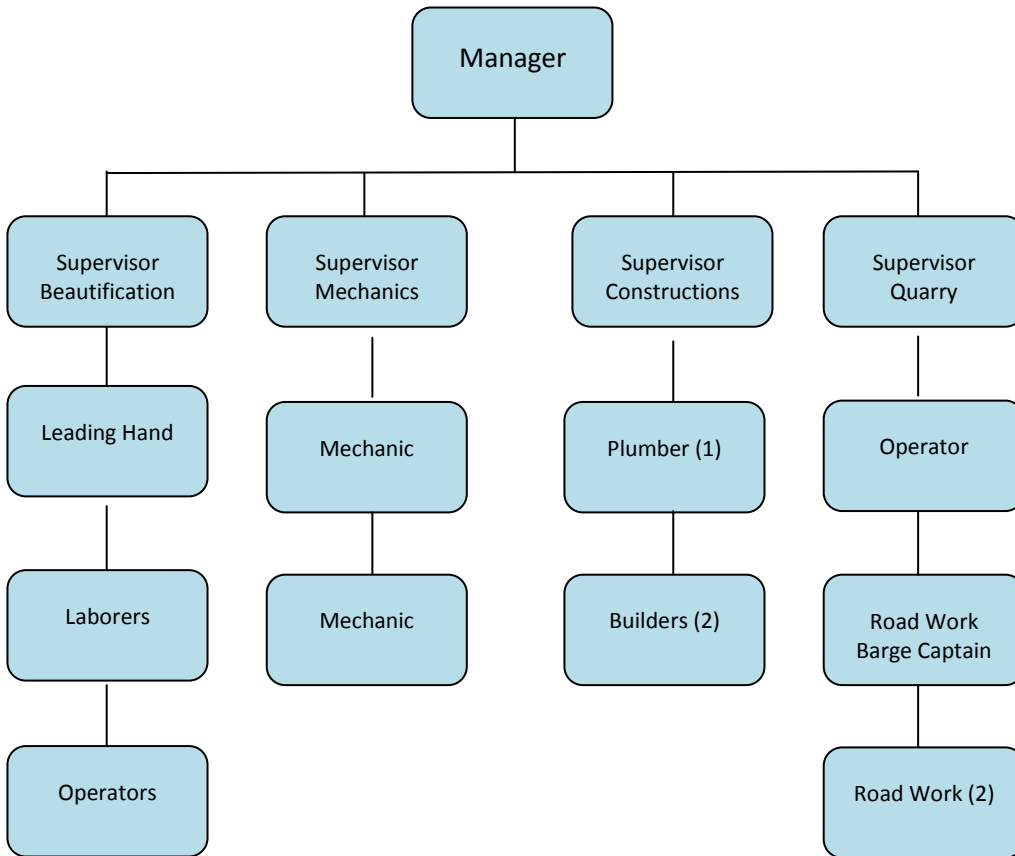 Manager
Supervisor
Beautification
Supervisor
Mechanics
Supervisor
Constructions
Supervisor
Quarry
Leading Hand
Mechanic
Plumber (1)
Operator
Laborers
Mechanic
Builders (2)
Road Work
Barge Captain
Operators
Road Work (2)